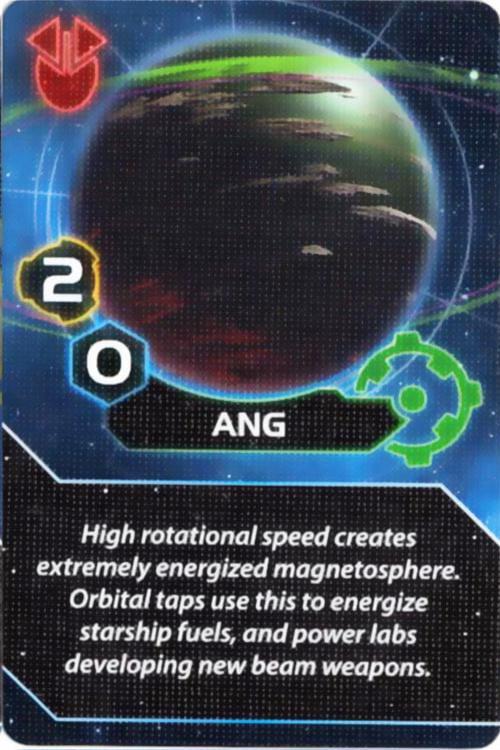 2
0
ANG
High rotational speed creates
extremely energized magnetosphere.
Orbital taps use this to energize
starship fuels, and power labs
developing new beam weapons.